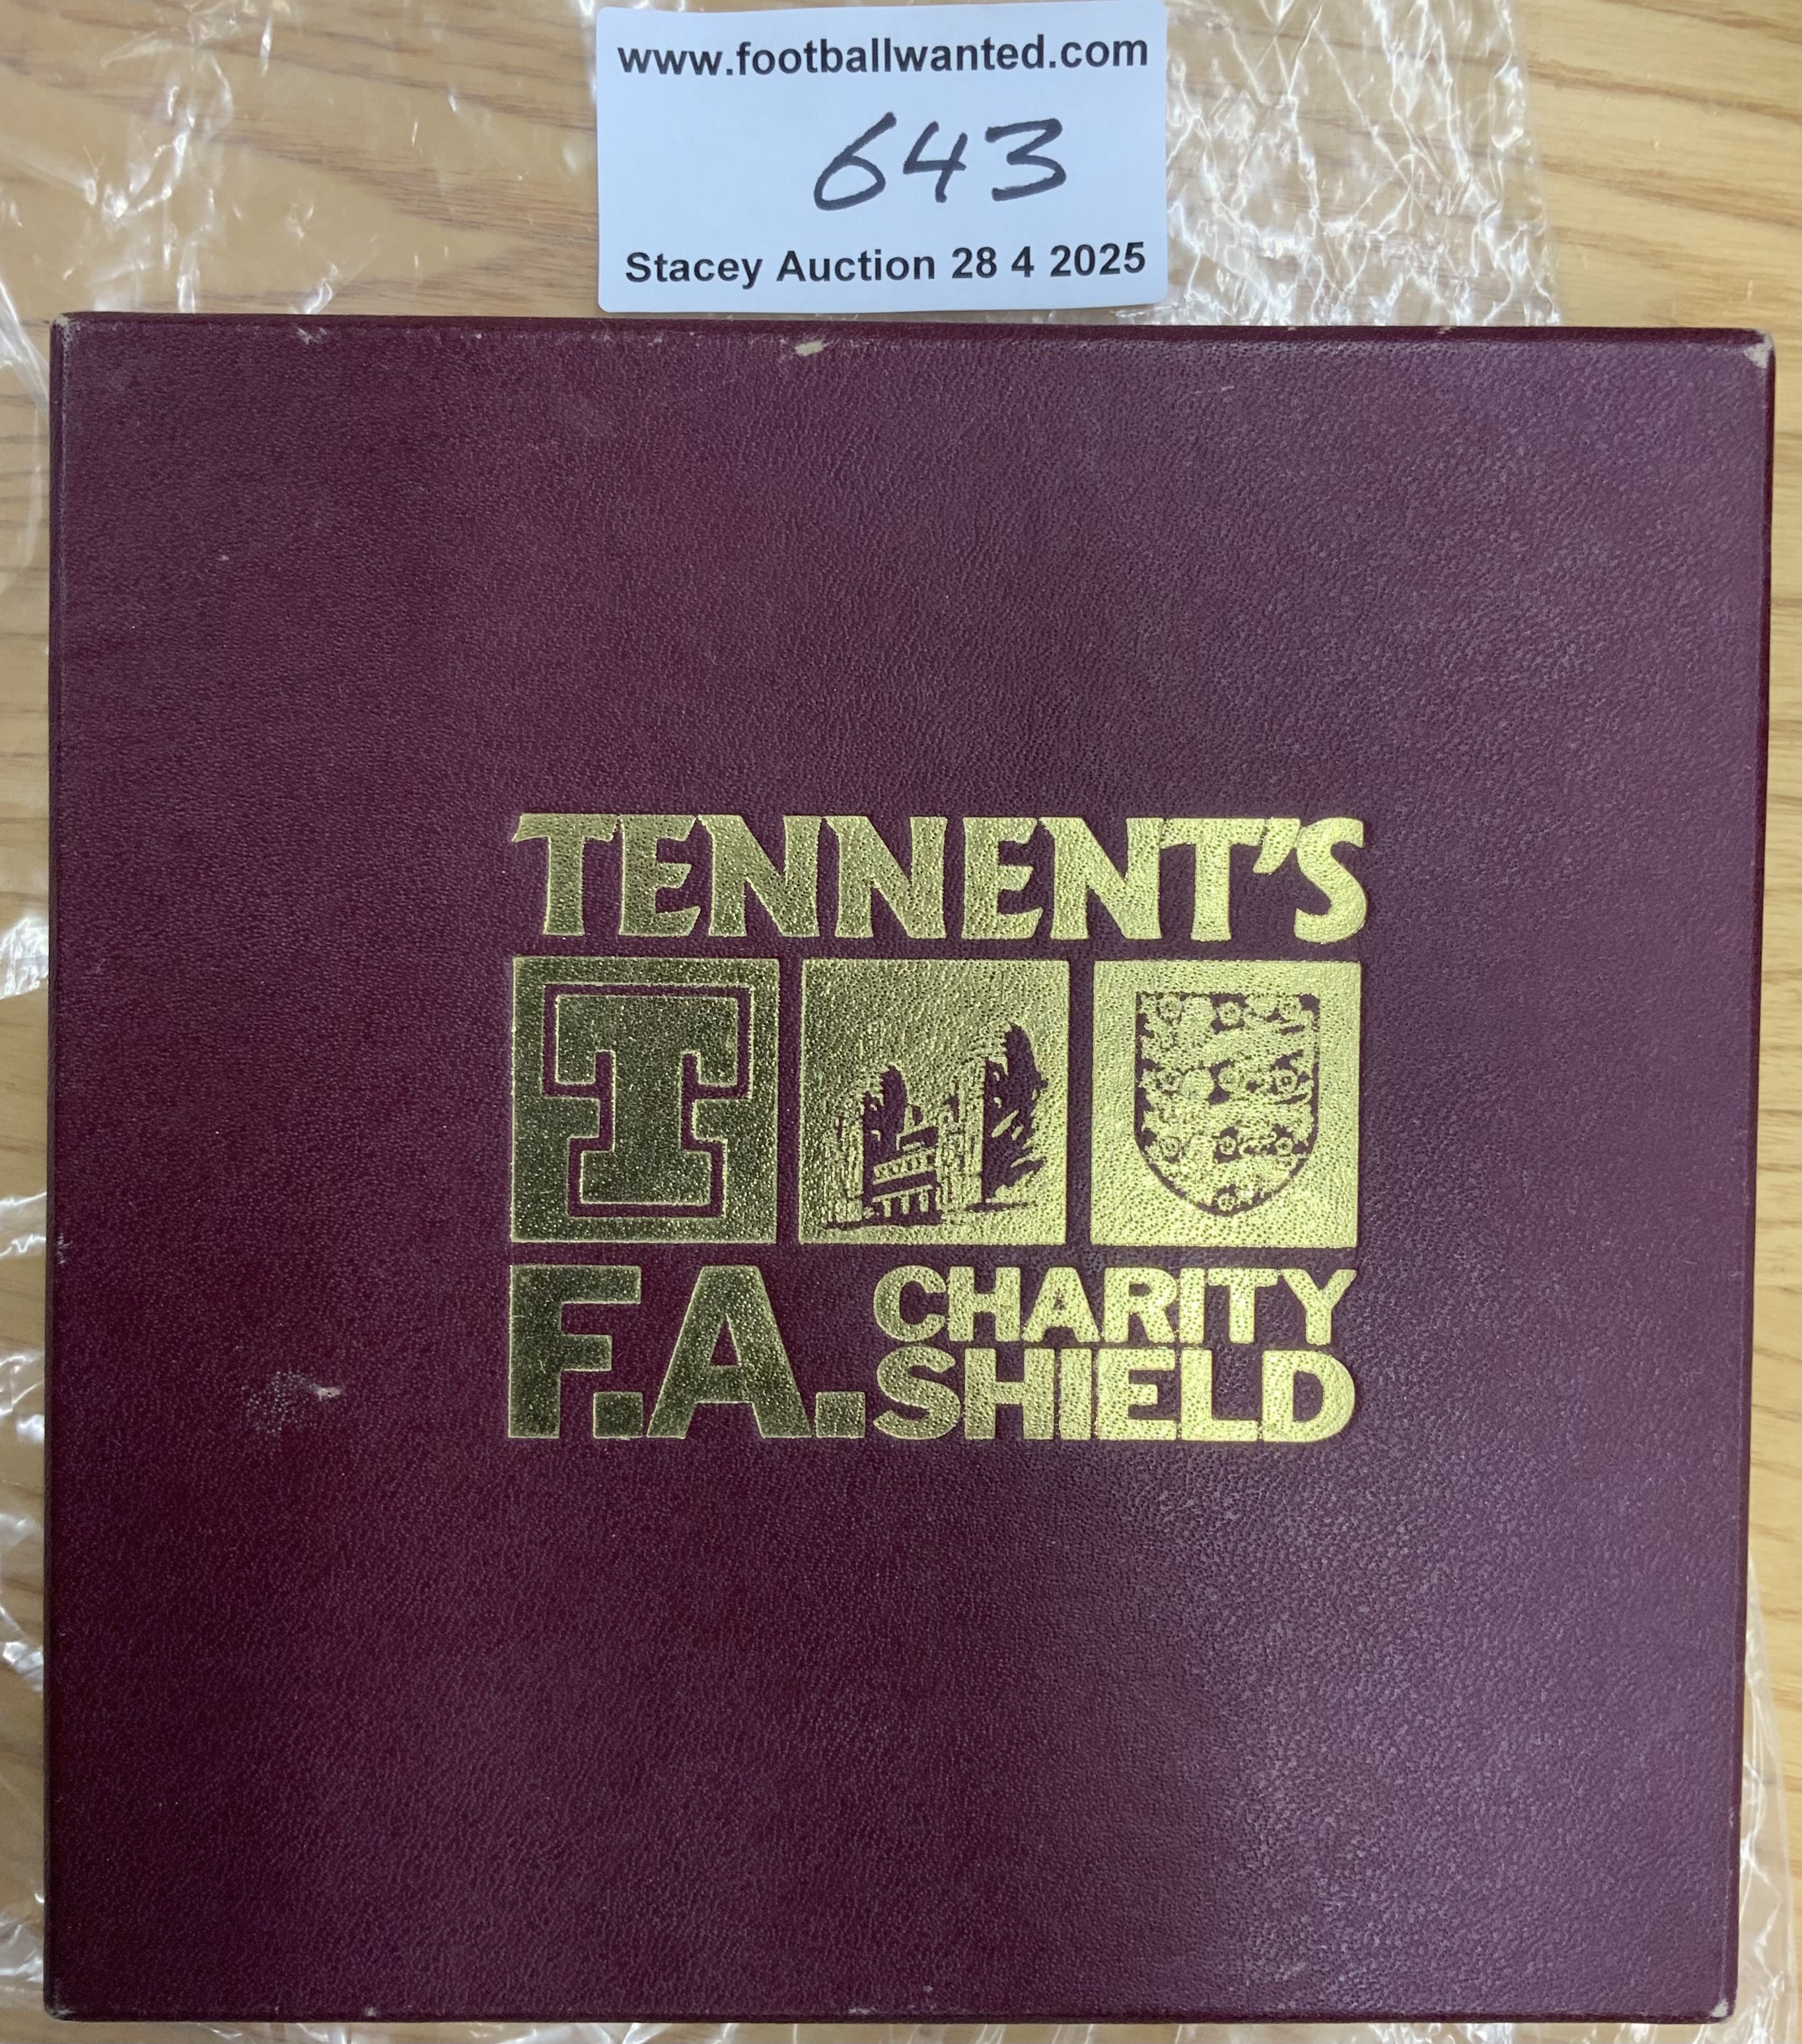 www.footballwanted.com
643
Stacey Auction 28 4 2025
TENNENT'S
T
F.A. CHARITY
SHIELD